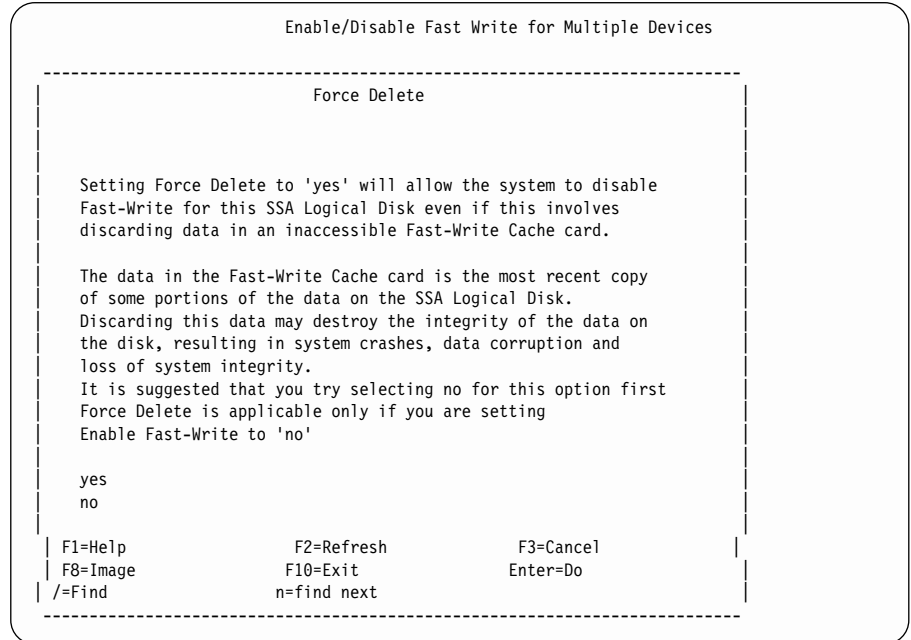 Enable/Disable Fast Write for Multiple Devices
Force Delete
Setting Force Delete to 'yes' will allow the system to disable
Fast-Write for this SSA Logical Disk even if this involves
discarding data in an inaccessible Fast-Write Cache card.
The data in the Fast-Write Cache card is the most recent copy
of some portions of the data on the SSA Logical Disk.
Discarding this data may destroy the integrity of the data on
the disk, resulting in system crashes, data corruption and
loss of system integrity.
It is suggested that you try selecting no for this option first
Force Delete is applicable only if you are setting
Enable Fast-Write to 'no'
yes
no
F1=Help F2=Refresh F3=Cancel
F8=Image F10=Exit Enter=Do
/=Find n=find next